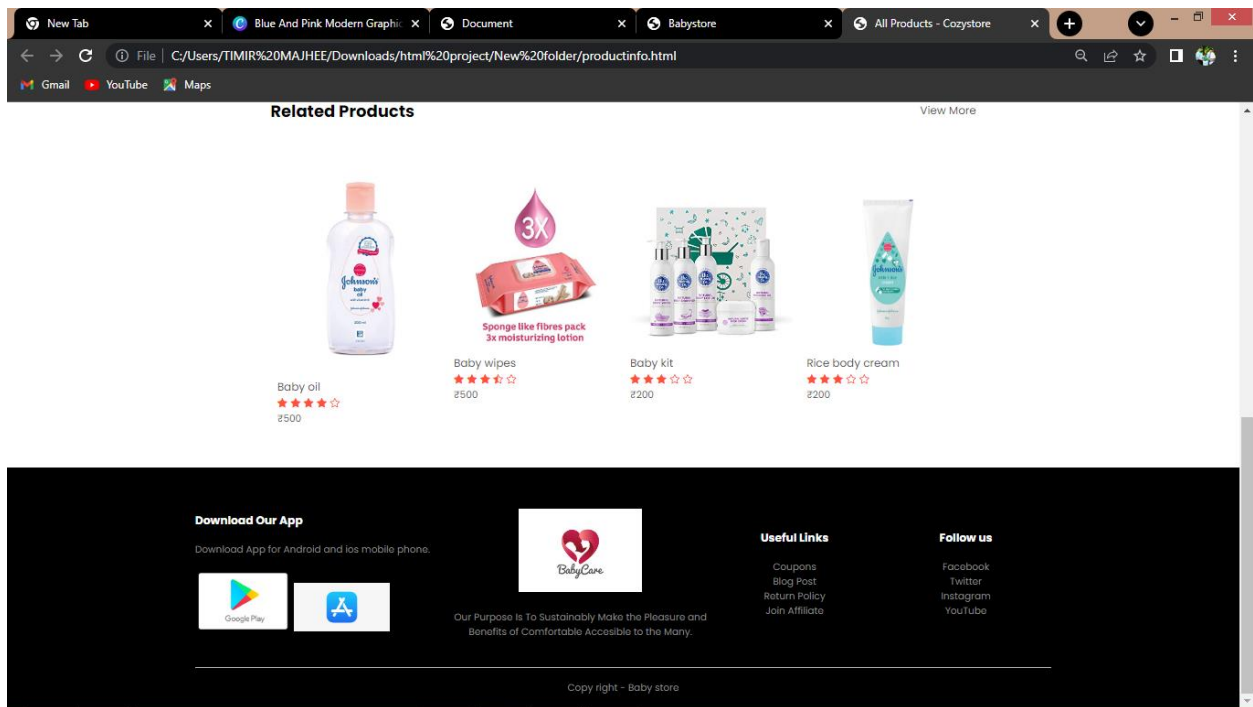 New Tab
Blue And Pink Modern Graphic
Document
Babystore
All Products - Cozystore
File | C:/Users/TIMIR%20MAJHEE/Downloads/html%20project/New%20folder/productinfo.html
Gmail
YouTube
Maps
Related Products
View More
Johnson's
baby
oil
3X
Sponge like fibres pack
3x moisturizing lotion
Johnson's
Baby oil
₹500
Baby wipes
₹500
Baby kit
₹200
Rice body cream
₹200
Download Our App
Download App for Android and ios mobile phone.
Google Play
BabyCare
Our Purpose Is To Sustainably Make the Pleasure and
Benefits of Comfortable Accesible to the Many.
Useful Links
Coupons
Blog Post
Return Policy
Join Affiliate
Follow us
Facebook
Twitter
Instagram
YouTube
Copy right - Baby store